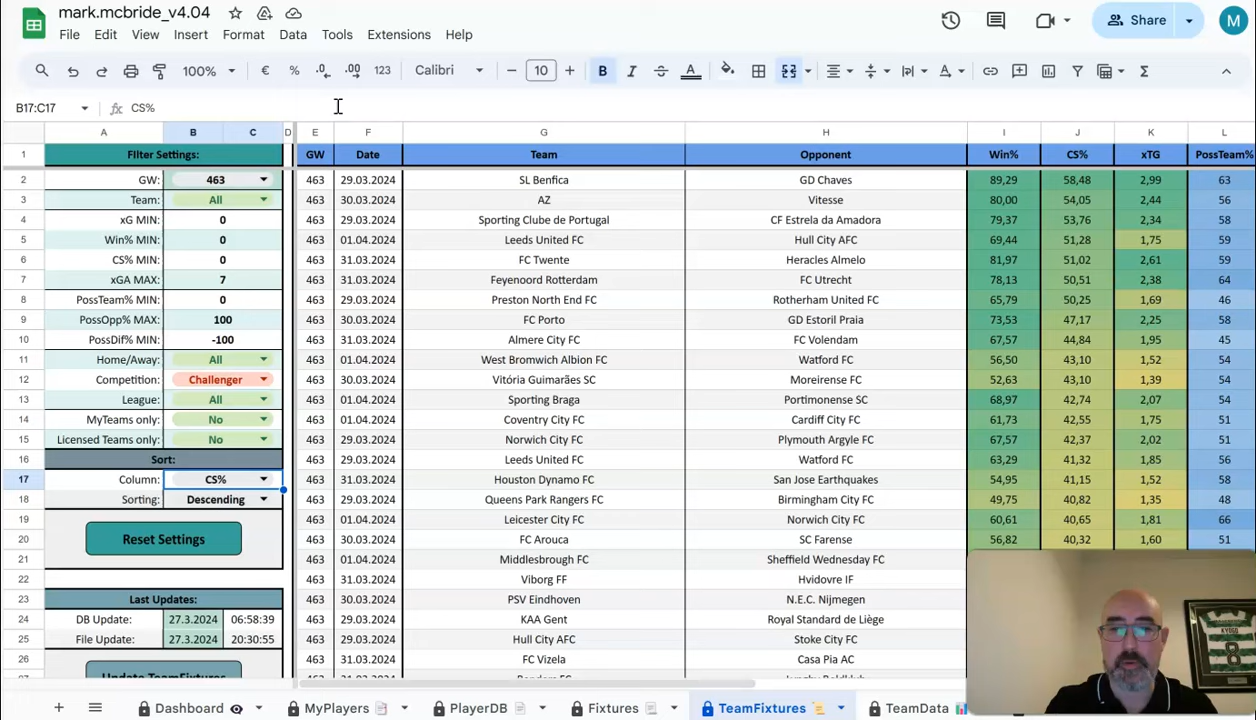 mark.mcbride_v4.04
File Edit View Insert Format Data Tools Extensions Help
Share M
100% € % .0 .00 123 Calibri 10 B I S A Σ
B17:C17 fx CS%
A B C D E F G H I J K L
1 Filter Settings: GW Date Team Opponent Win% CS% xTG PossTeam%
2 GW: 463 463 29.03.2024 SL Benfica GD Chaves 89,29 58,48 2,99 63
3 Team: All 463 30.03.2024 AZ Vitesse 80,00 54,05 2,44 56
4 xG MIN: 0 463 29.03.2024 Sporting Clube de Portugal CF Estrela da Amadora 79,37 53,76 2,34 58
5 Win% MIN: 0 463 01.04.2024 Leeds United FC Hull City AFC 69,44 51,28 1,75 59
6 CS% MIN: 0 463 31.03.2024 FC Twente Heracles Almelo 81,97 51,02 2,61 59
7 xGA MAX: 7 463 31.03.2024 Feyenoord Rotterdam FC Utrecht 78,13 50,51 2,38 64
8 PossTeam% MIN: 0 463 29.03.2024 Preston North End FC Rotherham United FC 65,79 50,25 1,69 46
9 PossOpp% MAX: 100 463 30.03.2024 FC Porto GD Estoril Praia 73,53 47,17 2,25 58
10 PossDif% MIN: -100 463 30.03.2024 Almere City FC FC Volendam 67,57 44,84 1,95 45
11 Home/Away: All 463 01.04.2024 West Bromwich Albion FC Watford FC 56,50 43,10 1,52 54
12 Competition: Challenger 463 30.03.2024 Vitória Guimarães SC Moreirense FC 52,63 43,10 1,39 54
13 League: All 463 30.03.2024 Sporting Braga Portimonense SC 68,97 42,74 2,07 54
14 MyTeams only: No 463 01.04.2024 Coventry City FC Cardiff City FC 61,73 42,55 1,75 51
15 Licensed Teams only: No 463 29.03.2024 Norwich City FC Plymouth Argyle FC 67,57 42,37 2,02 51
16 Sort: 463 29.03.2024 Leeds United FC Watford FC 63,29 41,32 1,85 56
17 Column: CS% 463 31.03.2024 Houston Dynamo FC San Jose Earthquakes 54,95 41,15 1,52 58
18 Sorting: Descending 463 29.03.2024 Queens Park Rangers FC Birmingham City FC 49,75 40,82 1,35 48
19 463 01.04.2024 Leicester City FC Norwich City FC 60,61 40,65 1,81 66
20 Reset Settings 463 30.03.2024 FC Arouca SC Farense 56,82 40,32 1,60 51
21 463 01.04.2024 Middlesbrough FC Sheffield Wednesday FC
22 463 31.03.2024 Viborg FF Hvidovre IF
23 Last Updates: 463 30.03.2024 PSV Eindhoven N.E.C. Nijmegen
24 DB Update: 27.3.2024 06:58:39 463 29.03.2024 KAA Gent Royal Standard de Liège
25 File Update: 27.3.2024 20:30:55 463 29.03.2024 Hull City AFC Stoke City FC
26 463 31.03.2024 FC Vizela Casa Pia AC
Update TeamFixtures
Dashboard MyPlayers PlayerDB Fixtures TeamFixtures TeamData
KYOGO
8